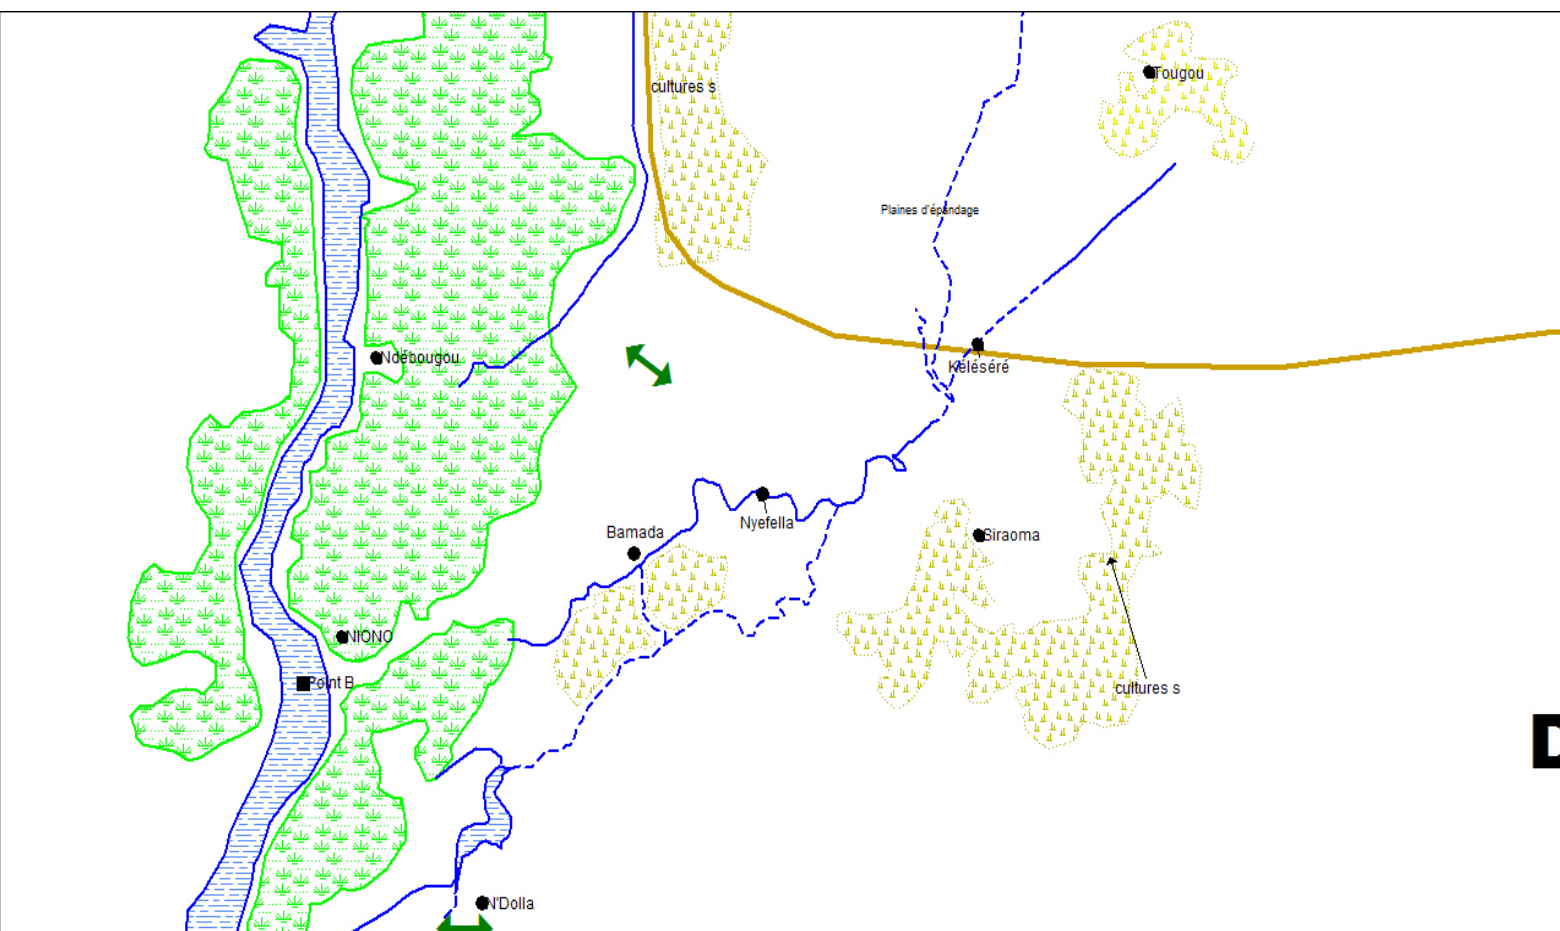 Tougou
cultures s
Plaines d'épandage
Ndébougou
Kéléséré
Nyefella
Bamada
Siraoma
NIONO
Point B
cultures s
D
N'Dolla